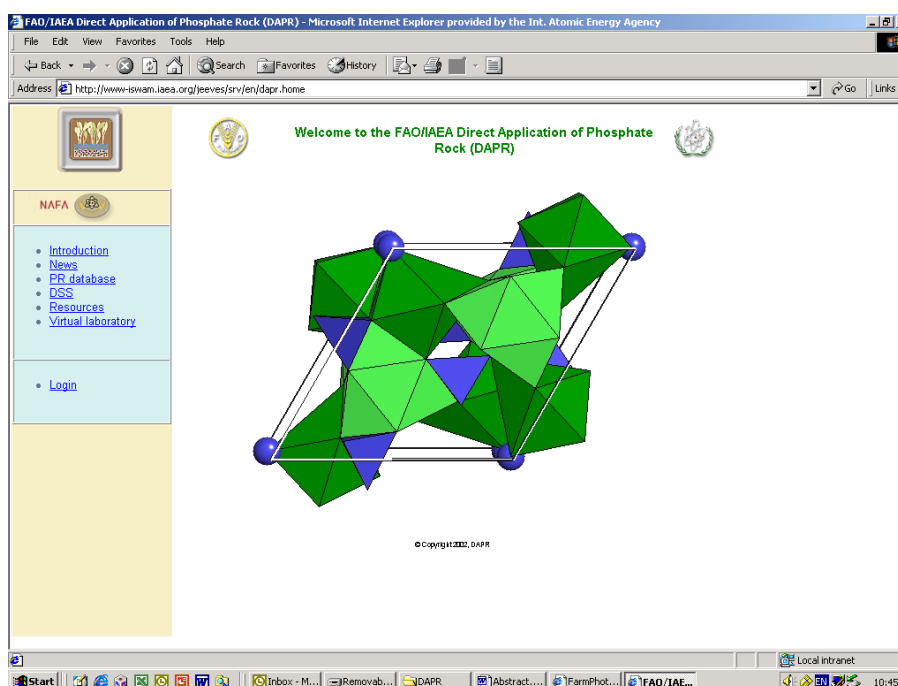 FAO/IAEA Direct Application of Phosphate Rock (DAPR) - Microsoft Internet Explorer provided by the Int. Atomic Energy Agency
File Edit View Favorites Tools Help
Back Search Favorites History
Address http://www-iswam.iaea.org/jeeves/srv/en/dapr.home Go Links
Welcome to the FAO/IAEA Direct Application of Phosphate
Rock (DAPR)
NAFA
Introduction
News
PR database
DSS
Resources
Virtual laboratory
Login
© Copyright 2002, DAPR
Local intranet
Start Inbox - M... Removab... DAPR Abstract.... FarmPhot... FAO/IAE... EN 10:45